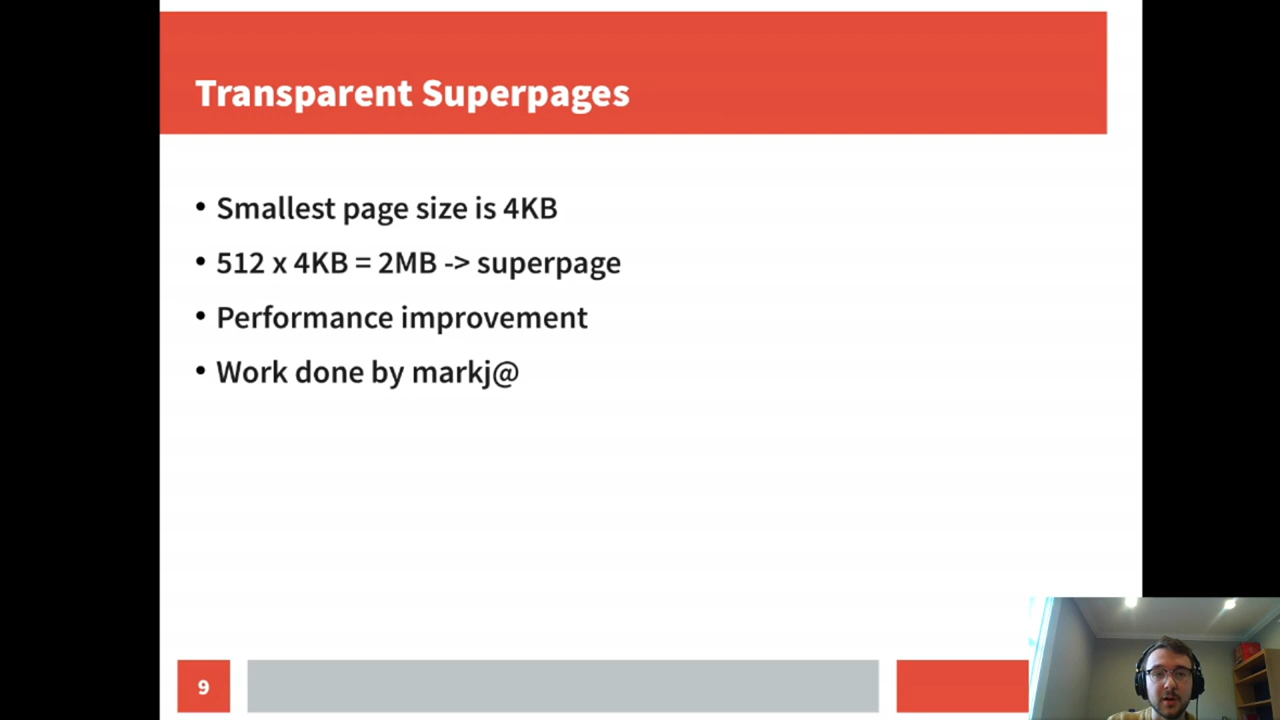 Transparent Superpages
• Smallest page size is 4KB
• 512 x 4KB = 2MB -> superpage
• Performance improvement
• Work done by markj@
9